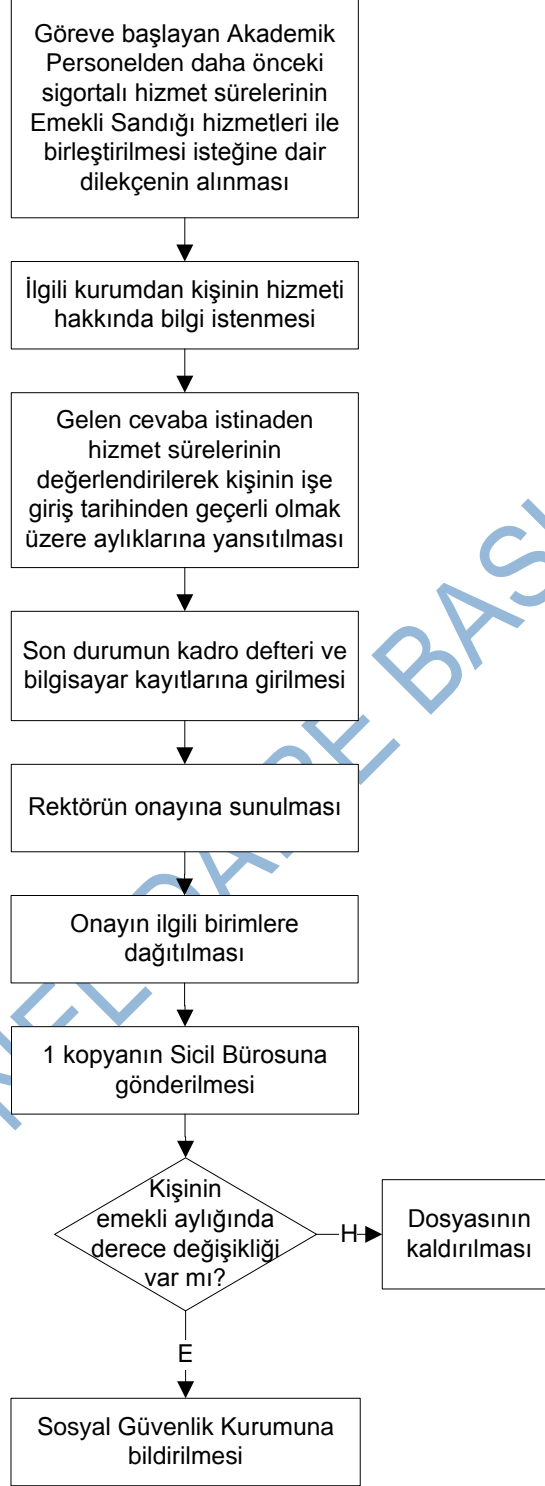 Göreve başlayan Akademik
Personelden daha önceki
sigortalı hizmet sürelerinin
Emekli Sandığı hizmetleri ile
birleştirilmesi isteğine dair
dilekçenin alınması
İlgili kurumdan kişinin hizmeti
hakkında bilgi istenmesi
Gelen cevaba istinaden
hizmet sürelerinin
değerlendirilerek kişinin işe
giriş tarihinden geçerli olmak
üzere aylıklarına yansıtılması
Son durumun kadro defteri ve
bilgisayar kayıtlarına girilmesi
Rektörün onayına sunulması
Onayın ilgili birimlere
dağıtılması
1 kopyanın Sicil Bürosuna
gönderilmesi
Kişinin
emekli aylığında
derece değişikliği
var mı?
H
Dosyasının
kaldırılması
E
Sosyal Güvenlik Kurumuna
bildirilmesi